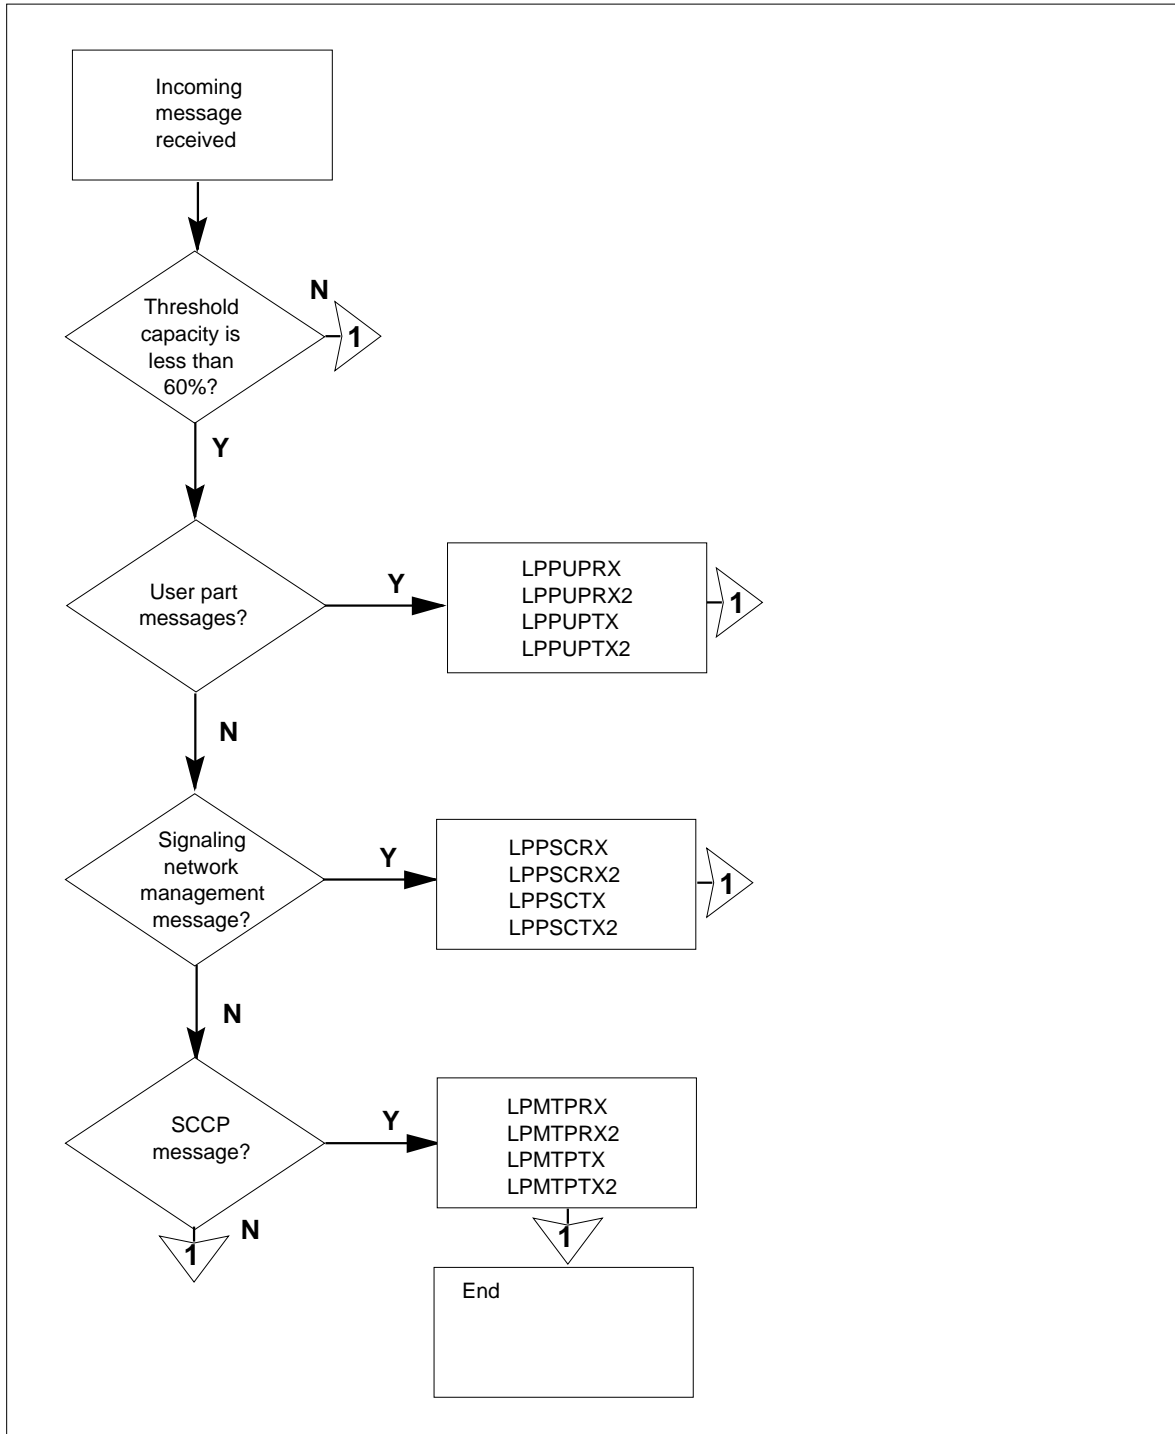 Incoming
message
received
Threshold
capacity is
less than
60%?
N
1
Y
User part
messages?
Y
LPPUPRX
LPPUPRX2
LPPUPTX
LPPUPTX2
1
N
Signaling
network
management
message?
Y
LPPSCRX
LPPSCRX2
LPPSCTX
LPPSCTX2
1
N
SCCP
message?
Y
LPMTPRX
LPMTPRX2
LPMTPTX
LPMTPTX2
N
1
1
End